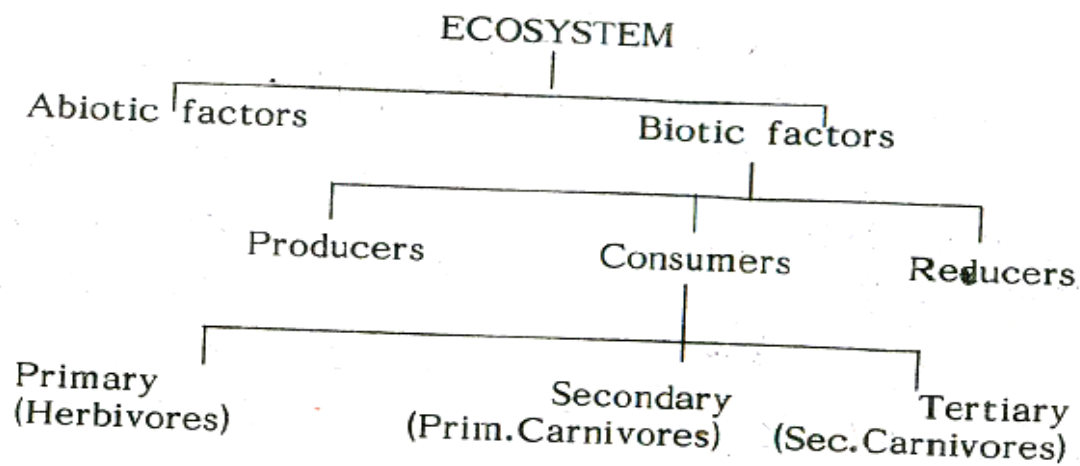 ECOSYSTEM
Abiotic factors
Biotic factors
Producers
Consumers
Reducers
Primary
(Herbivores)
Secondary
(Prim.Carnivores)
Tertiary
(Sec.Carnivores)